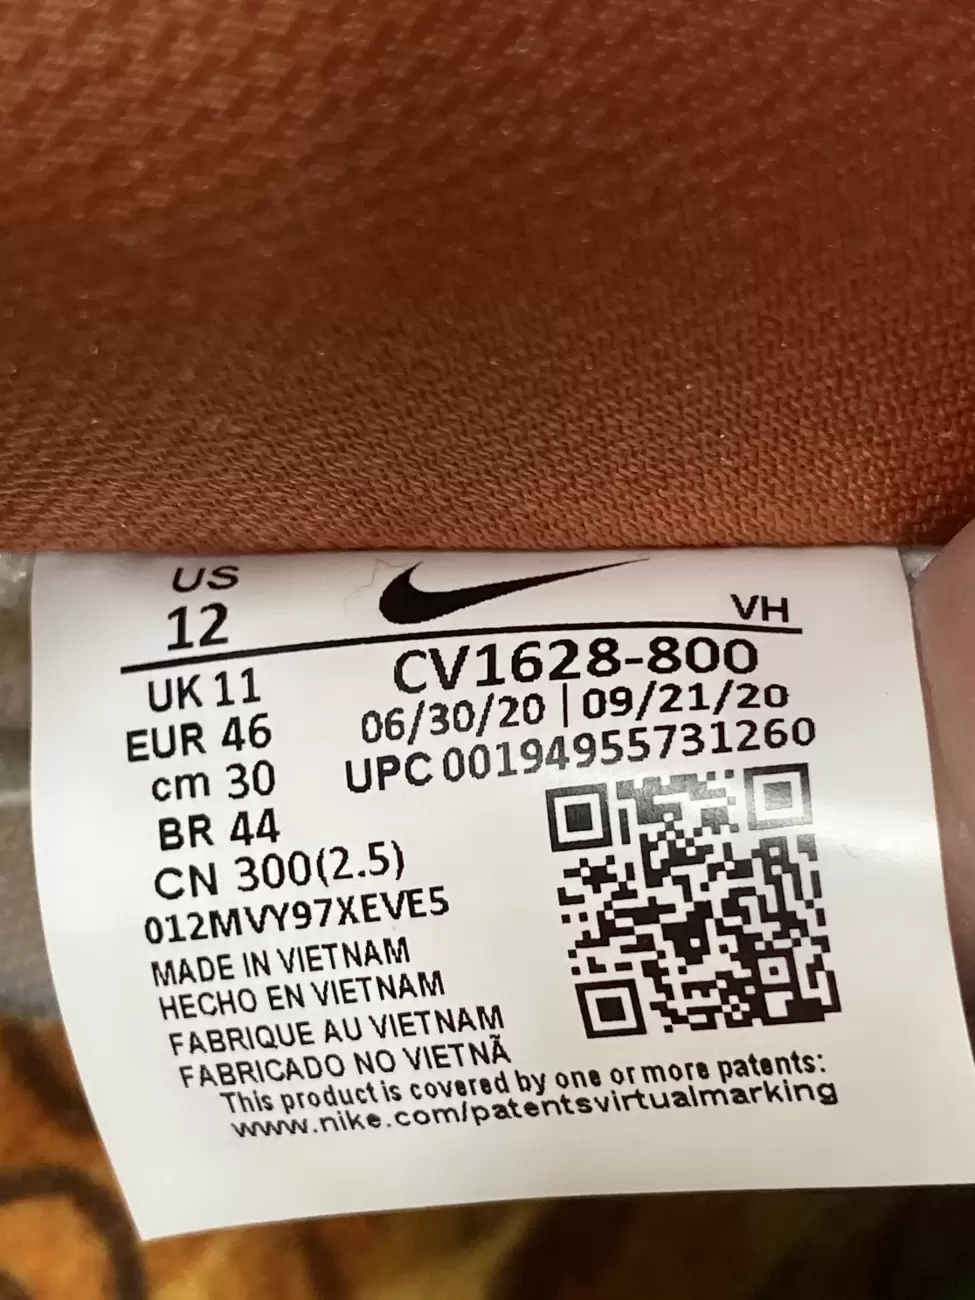 US
12
VH
UK 11
EUR 46
cm 30
BR 44
CN 300(2.5)
CV1628-800
06/30/20 | 09/21/20
UPC 00194955731260
012MVY97XEVE5
MADE IN VIETNAM
HECHO EN VIETNAM
FABRIQUE AU VIETNAM
FABRICADO NO VIETNÃ
This product is covered by one or more patents:
www.nike.com/patentsvirtualmarking